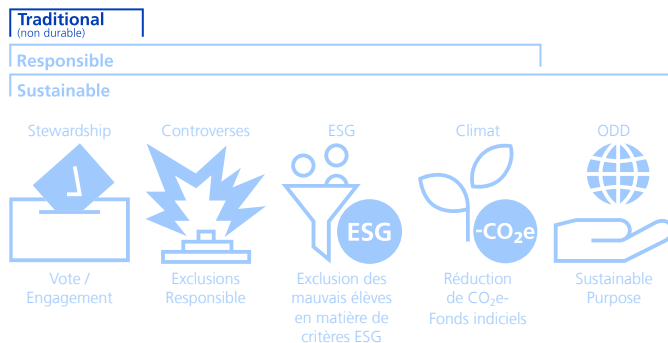 Traditional
(non durable)
Responsible
Sustainable
Stewardship
Controverses
ESG
Climat
ODD
ESG
-CO₂e
Vote /
Engagement
Exclusions
Responsible
Exclusion des
mauvais élèves
en matière de
critères ESG
Réduction
de CO₂e-
Fonds indiciels
Sustainable
Purpose